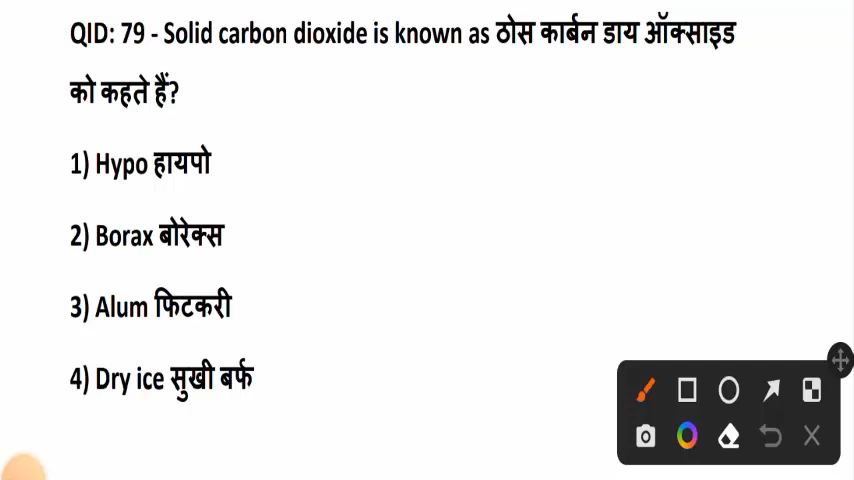 QID: 79 - Solid carbon dioxide is known as ठोस कार्बन डाय ऑक्साइड
को कहते हैं?
1) Hypo हायपो
2) Borax बोरेक्स
3) Alum फिटकरी
4) Dry ice सुखी बर्फ